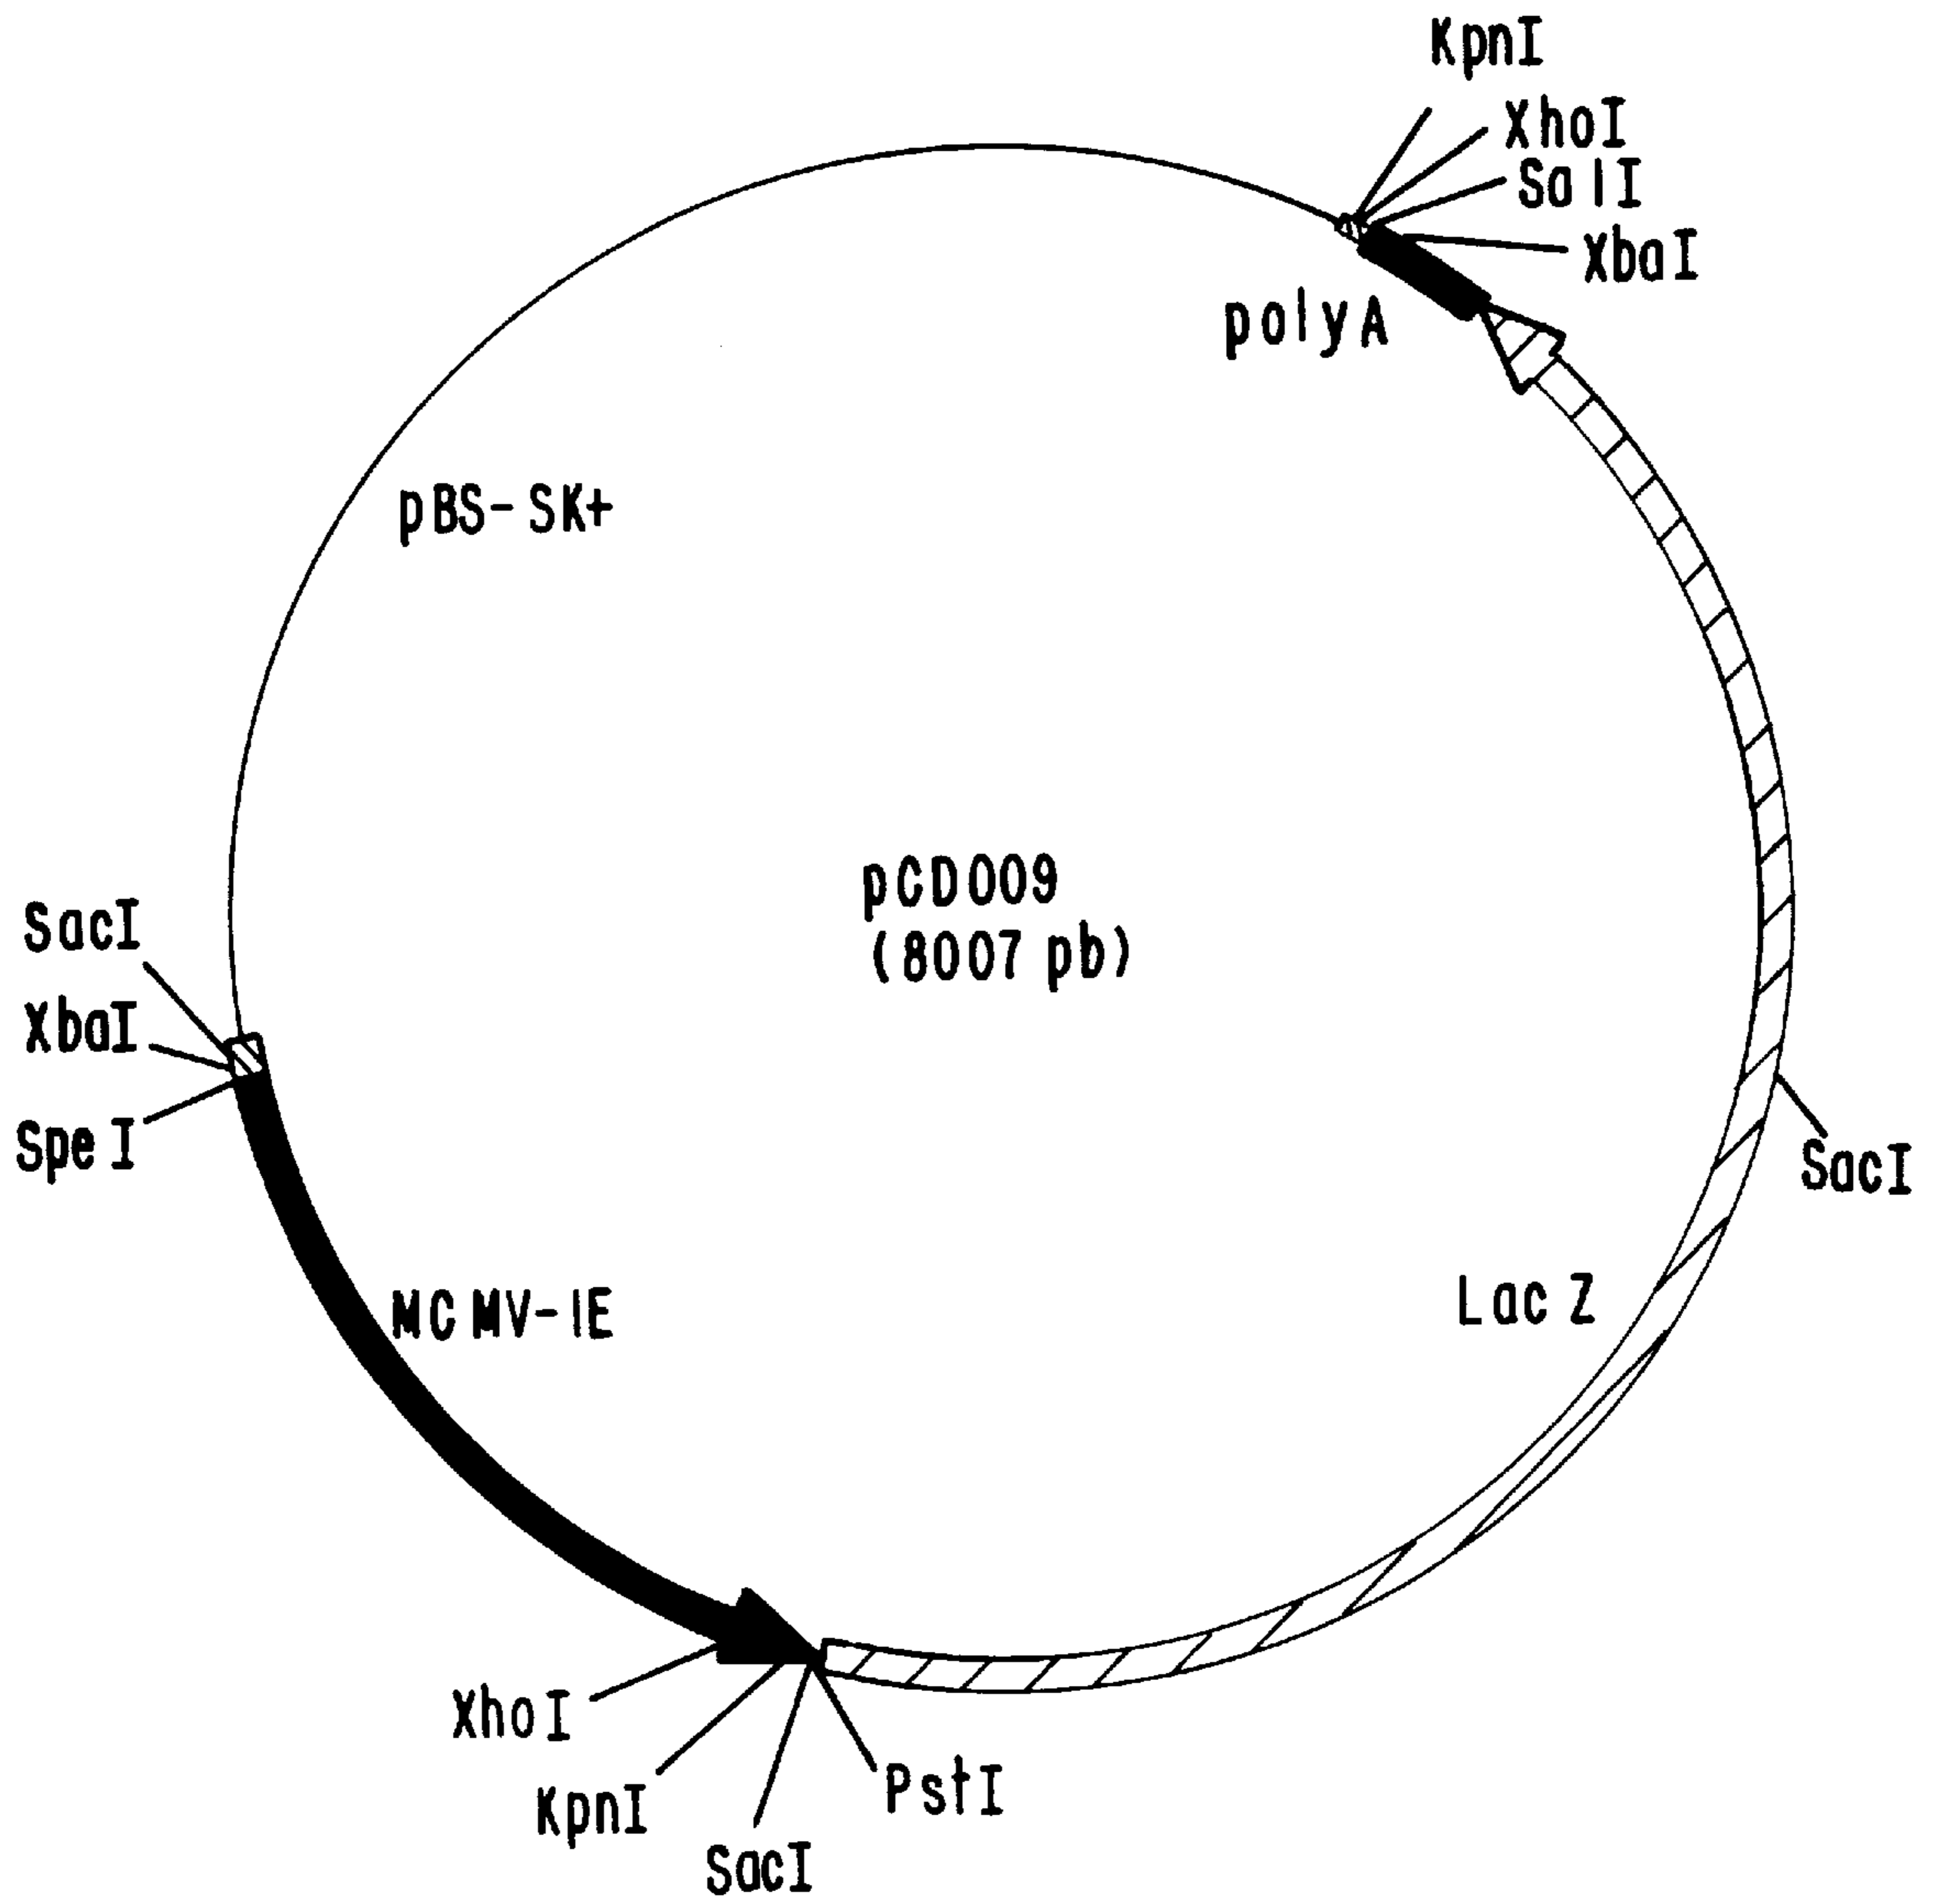 KpnI
XhoI
SalI
XbaI
polyA
pBS-SK+
pCD009
(8007 pb)
SacI
XbaI
SpeI
SacI
MCMV-IE
Lac Z
XhoI
KpnI
PstI
SacI